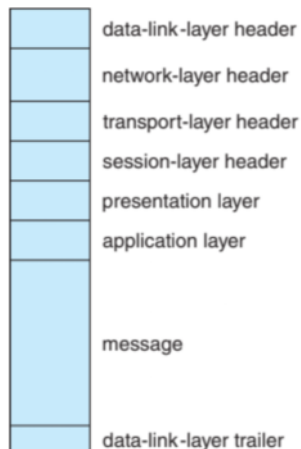 data-link-layer header
network-layer header
transport-layer header
session-layer header
presentation layer
application layer
message
data-link-layer trailer